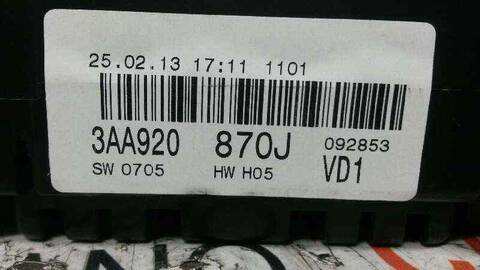 25.02.13 17:11 1101
3AA920 870J 092853
SW 0705 HW H05 VD1